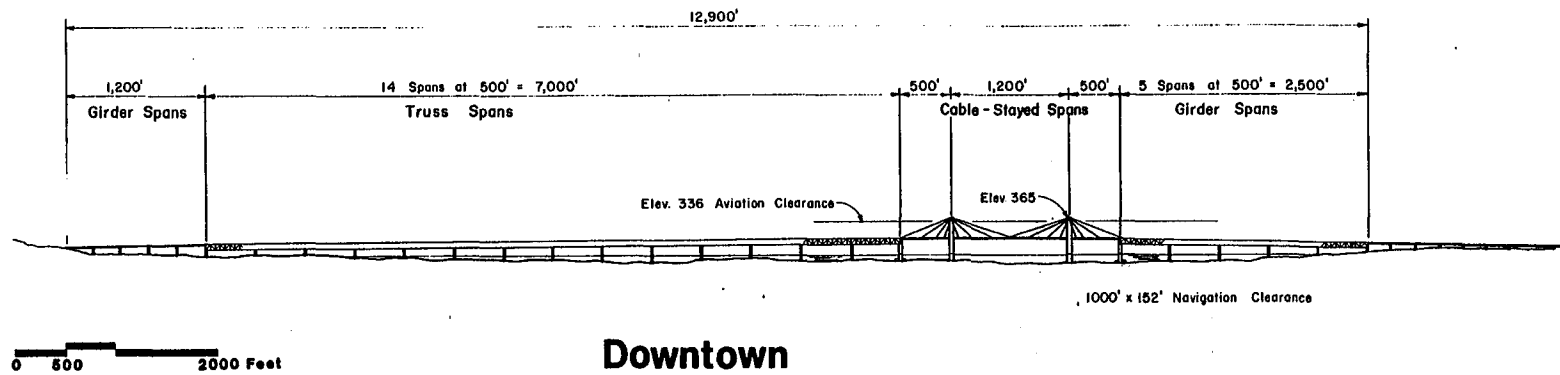 12,900'
1,200' 14 Spans at 500' = 7,000' 500' 1,200' 500' 5 Spans at 500' = 2,500'
Girder Spans Truss Spans Cable-Stayed Spans Girder Spans
Elev. 336 Aviation Clearance Elev. 365
1000' x 152' Navigation Clearance
0 500 2000 Feet
Downtown